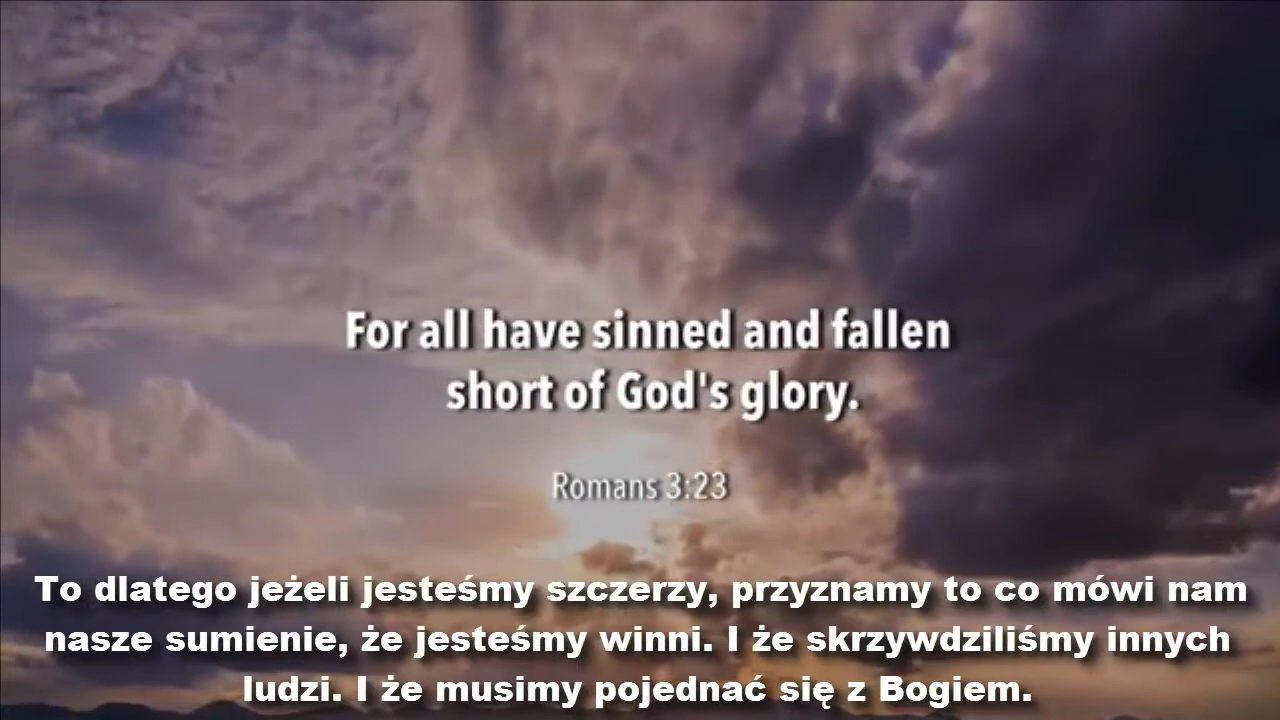 For all have sinned and fallen
short of God's glory.
Romans 3:23
To dlatego jeżeli jesteśmy szczerzy, przyznamy to co mówi nam
nasze sumienie, że jesteśmy winni. I że skrzywdziliśmy innych
ludzi. I że musimy pojednać się z Bogiem.